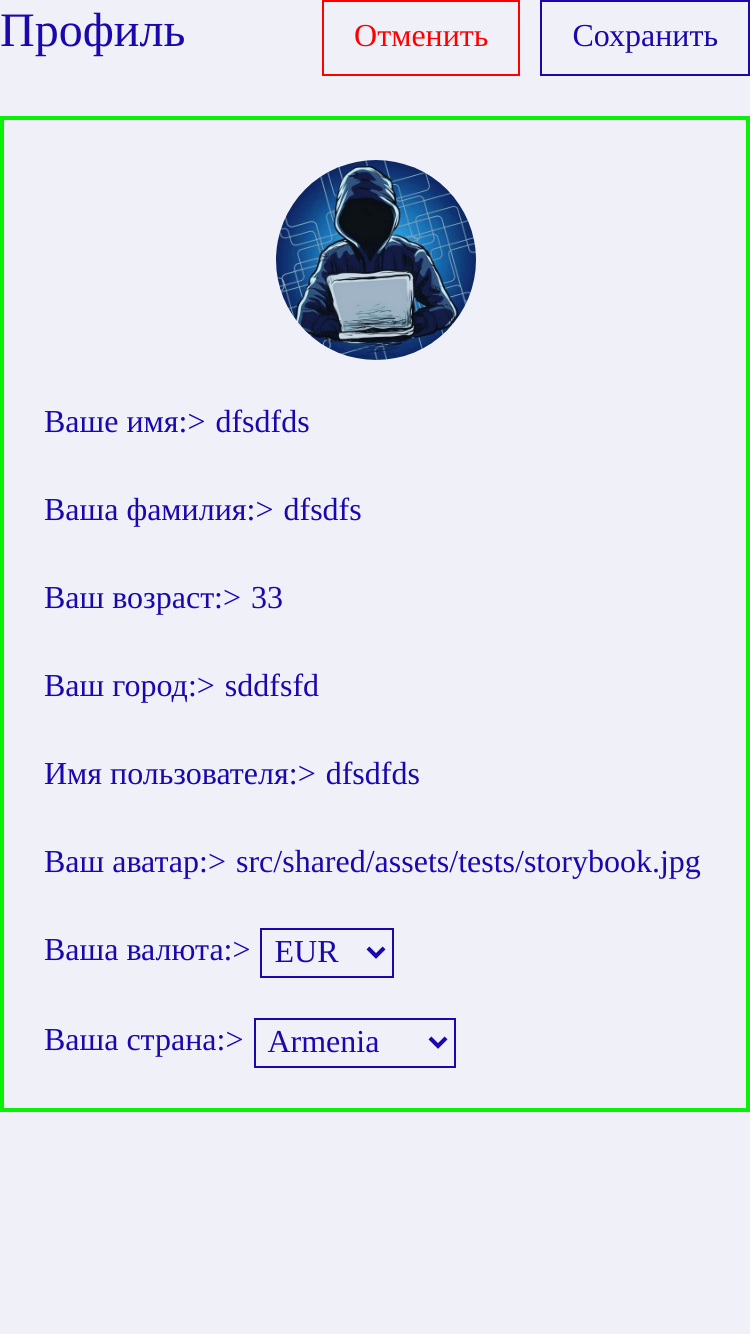 Профиль
Отменить
Сохранить
Ваше имя:> dfsdfds
Ваша фамилия:> dfsdfs
Ваш возраст:> 33
Ваш город:> sddfsfd
Имя пользователя:> dfsdfds
Ваш аватар:> src/shared/assets/tests/storybook.jpg
Ваша валюта:> EUR
Ваша страна:> Armenia